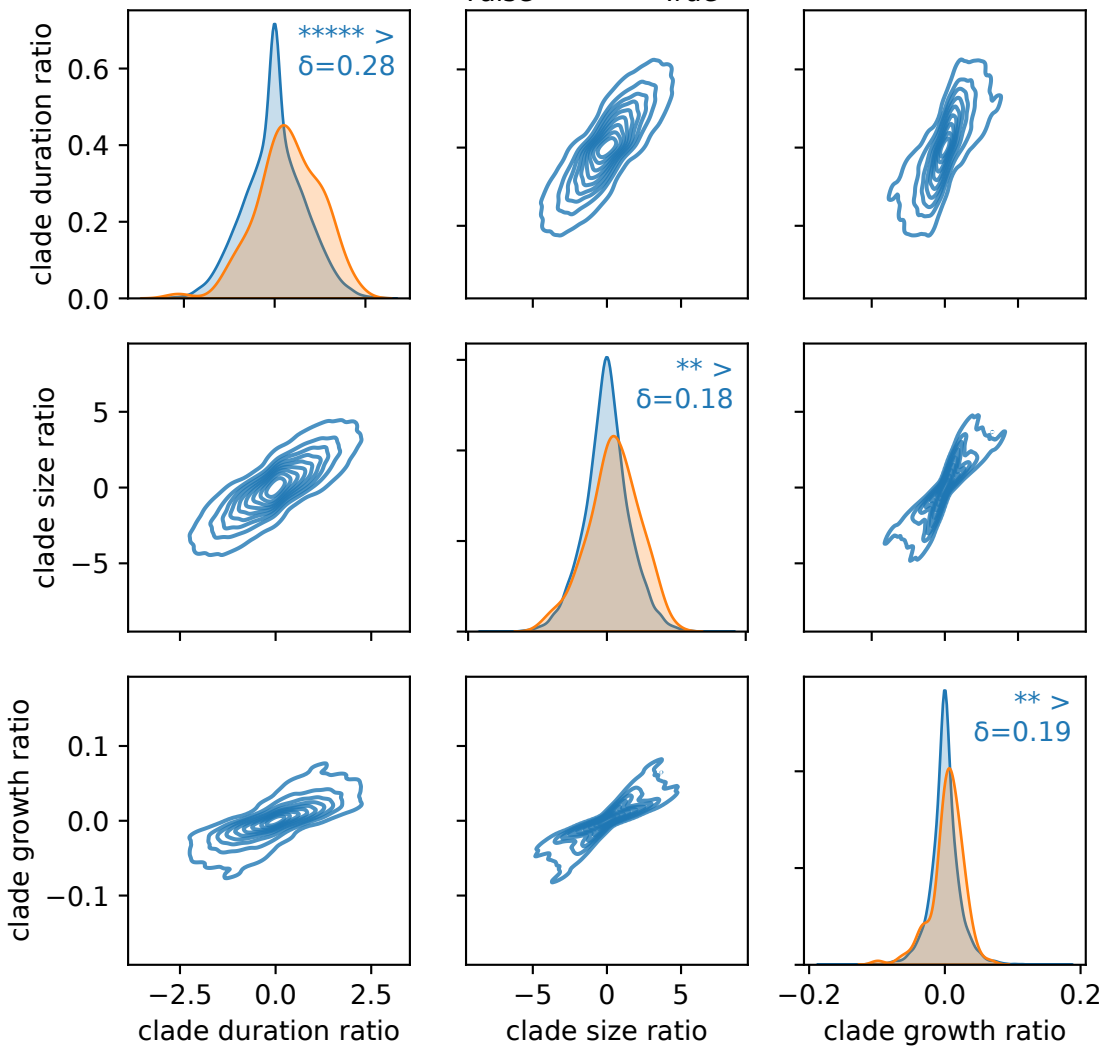 clade duration ratio
0.6
0.4
0.2
0.0
***** >
δ=0.28
clade size ratio
5
0
−5
** >
δ=0.18
clade growth ratio
0.1
0.0
−0.1
** >
δ=0.19
−2.5 0.0 2.5 −5 0 5 −0.2 0.0 0.2
clade duration ratio clade size ratio clade growth ratio